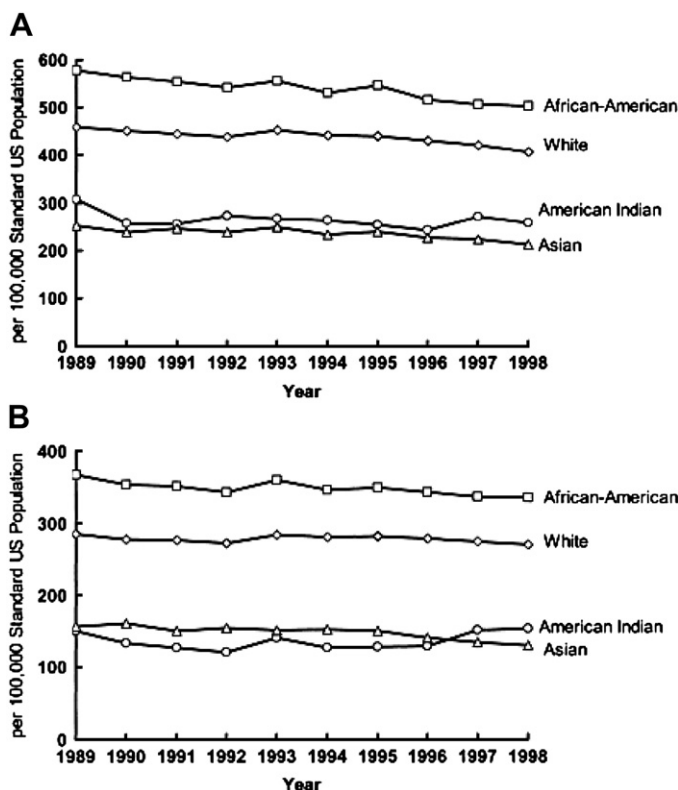 A
per 100,000 Standard US Population
600
500
400
300
200
100
0
African-American
White
American Indian
Asian
1989 1990 1991 1992 1993 1994 1995 1996 1997 1998
Year
B
per 100,000 Standard US Population
400
300
200
100
0
African-American
White
American Indian
Asian
1989 1990 1991 1992 1993 1994 1995 1996 1997 1998
Year